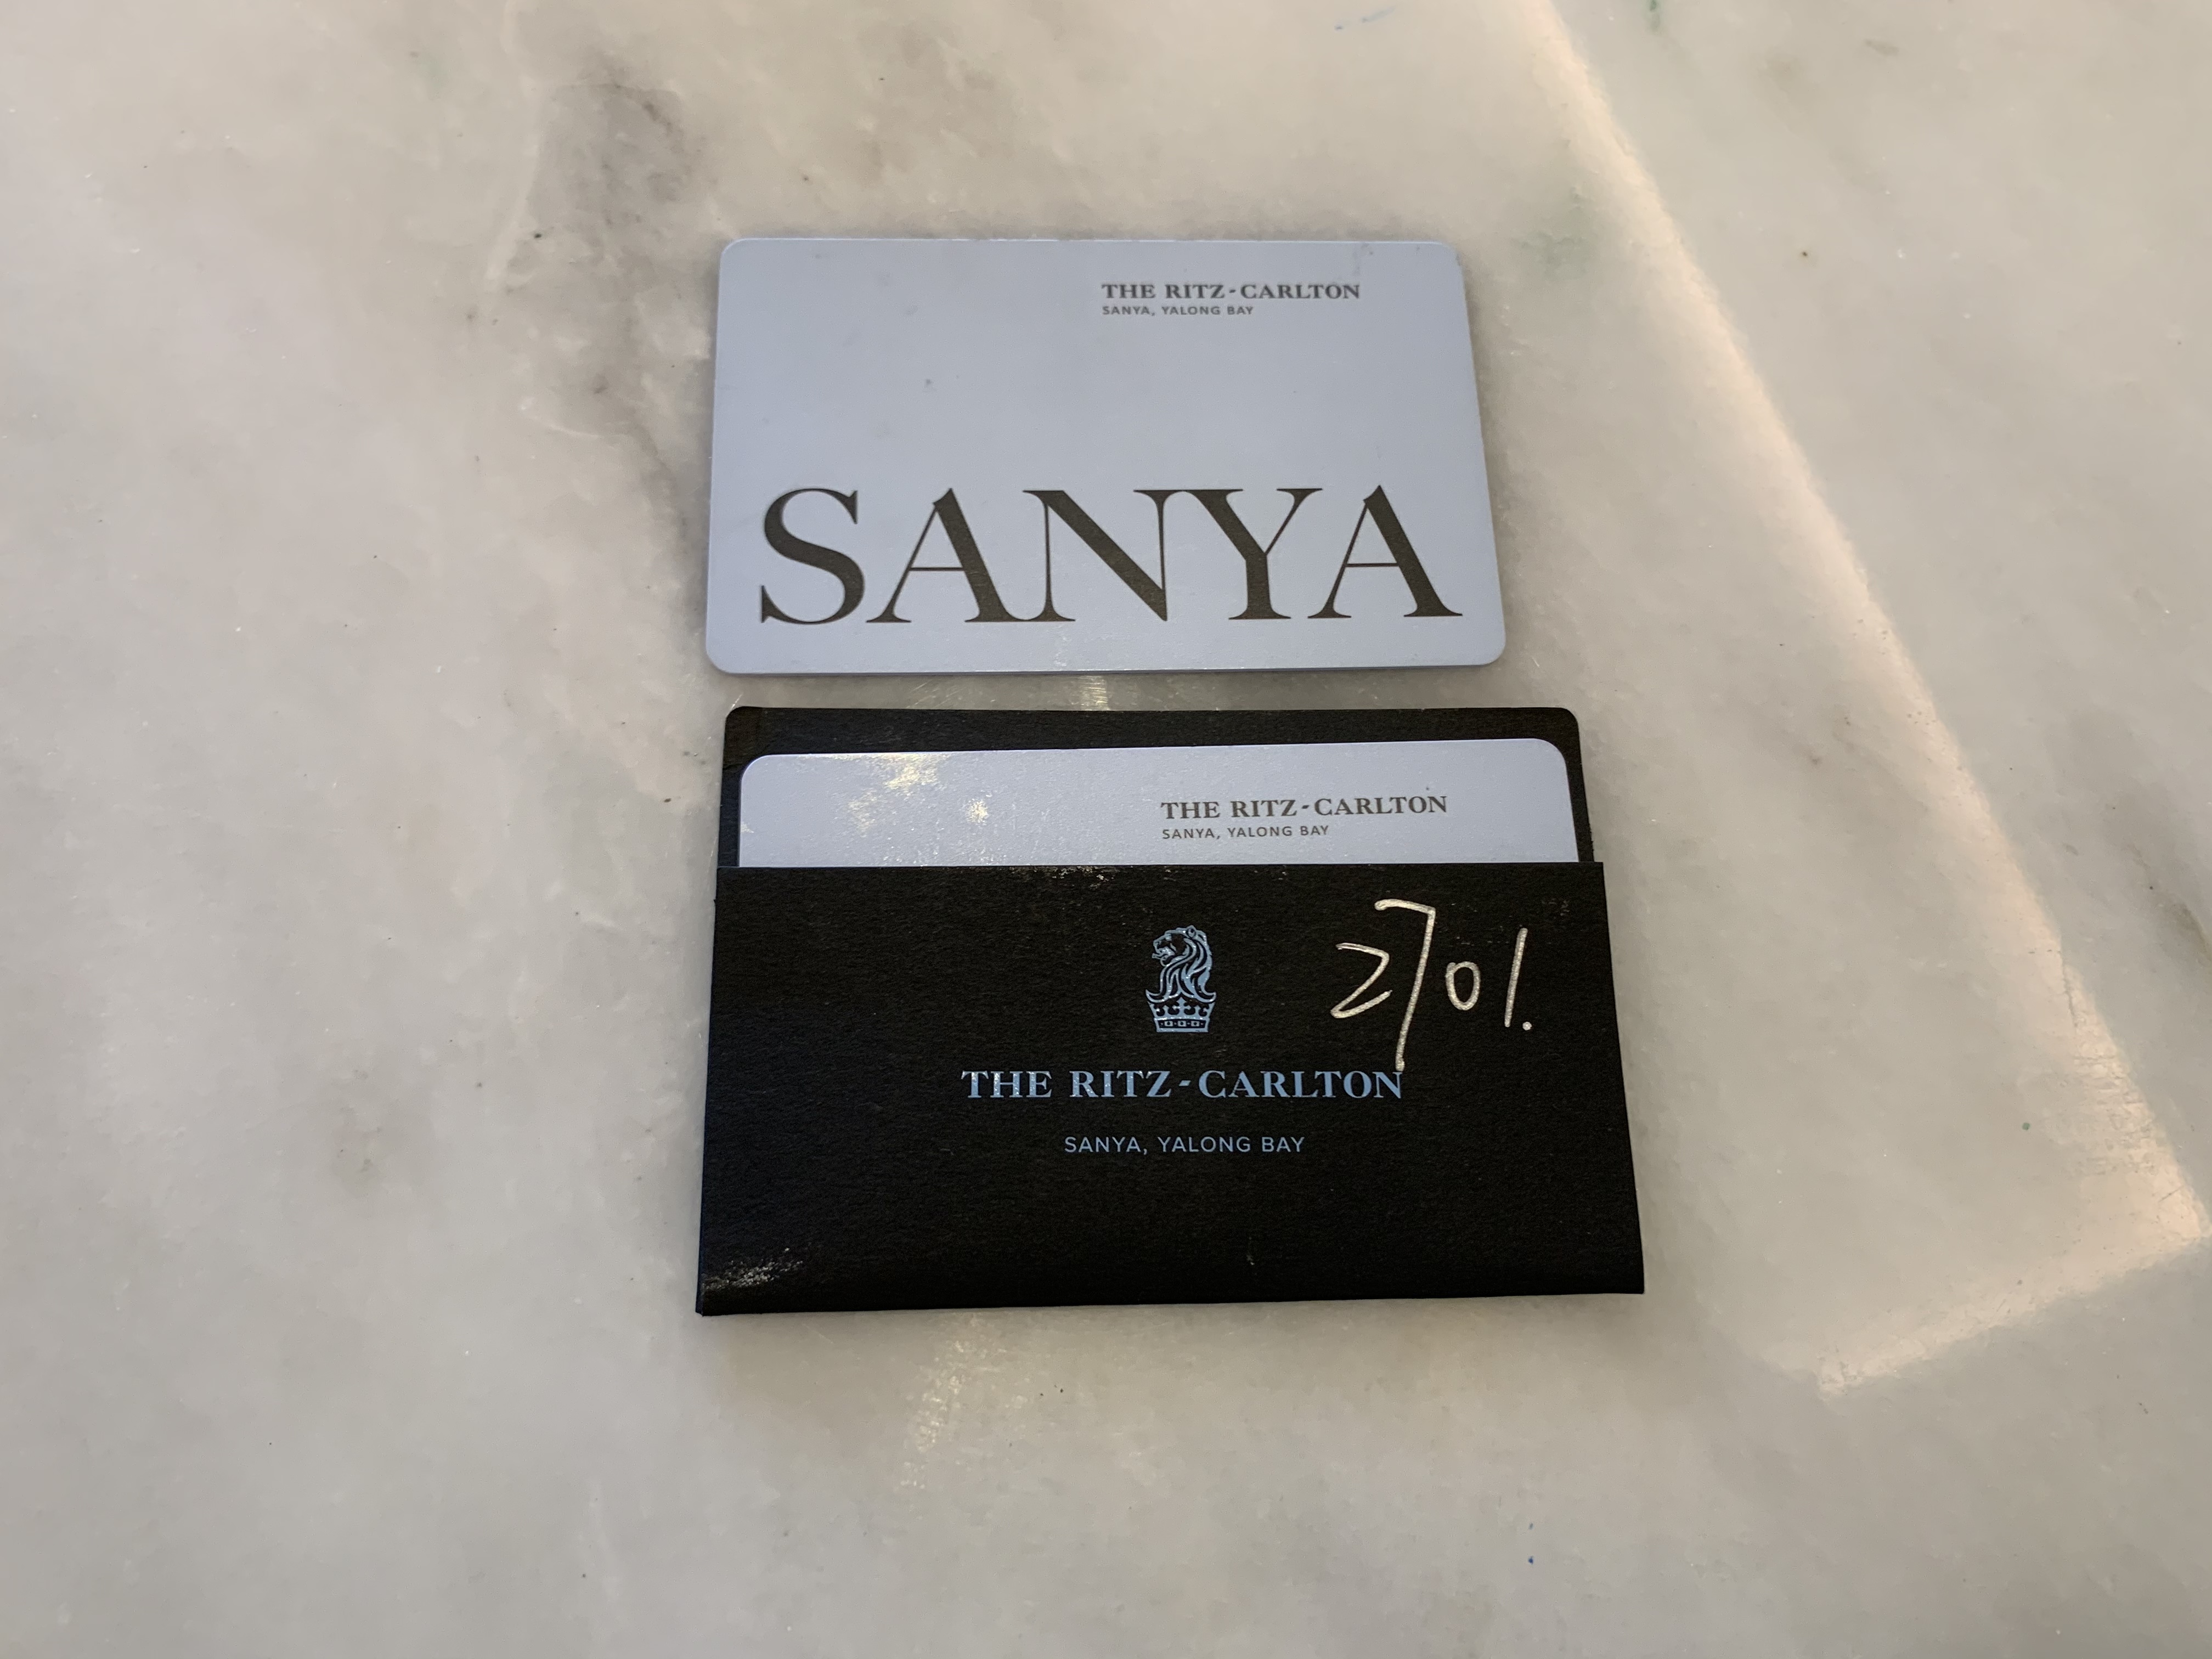 THE RITZ-CARLTON
SANYA, YALONG BAY
SANYA
THE RITZ-CARLTON
SANYA, YALONG BAY
2701.
THE RITZ-CARLTON
SANYA, YALONG BAY